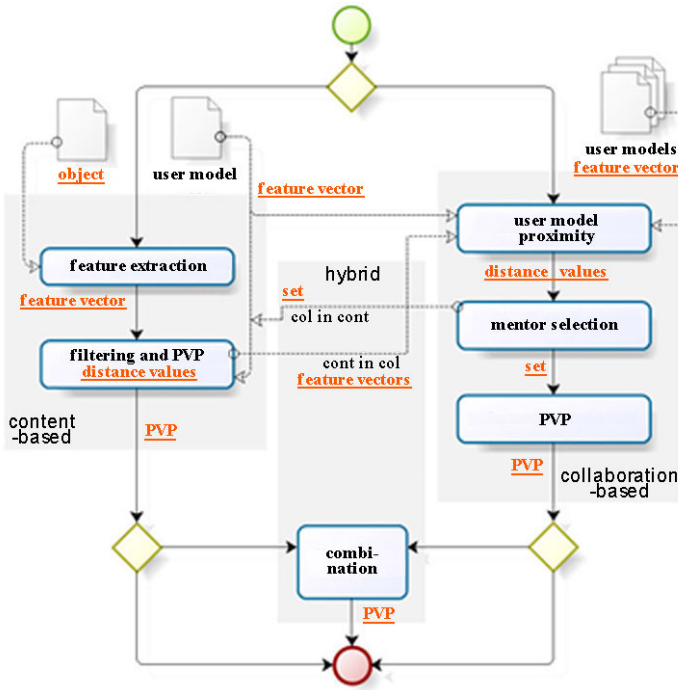 object
user model
user models
feature vector
feature vector
user model
proximity
feature extraction
hybrid
distance values
feature vector
set
col in cont
mentor selection
filtering and PVP
distance values
cont in col
feature vectors
set
PVP
content
-based
PVP
PVP
collaboration
-based
combi-
nation
PVP